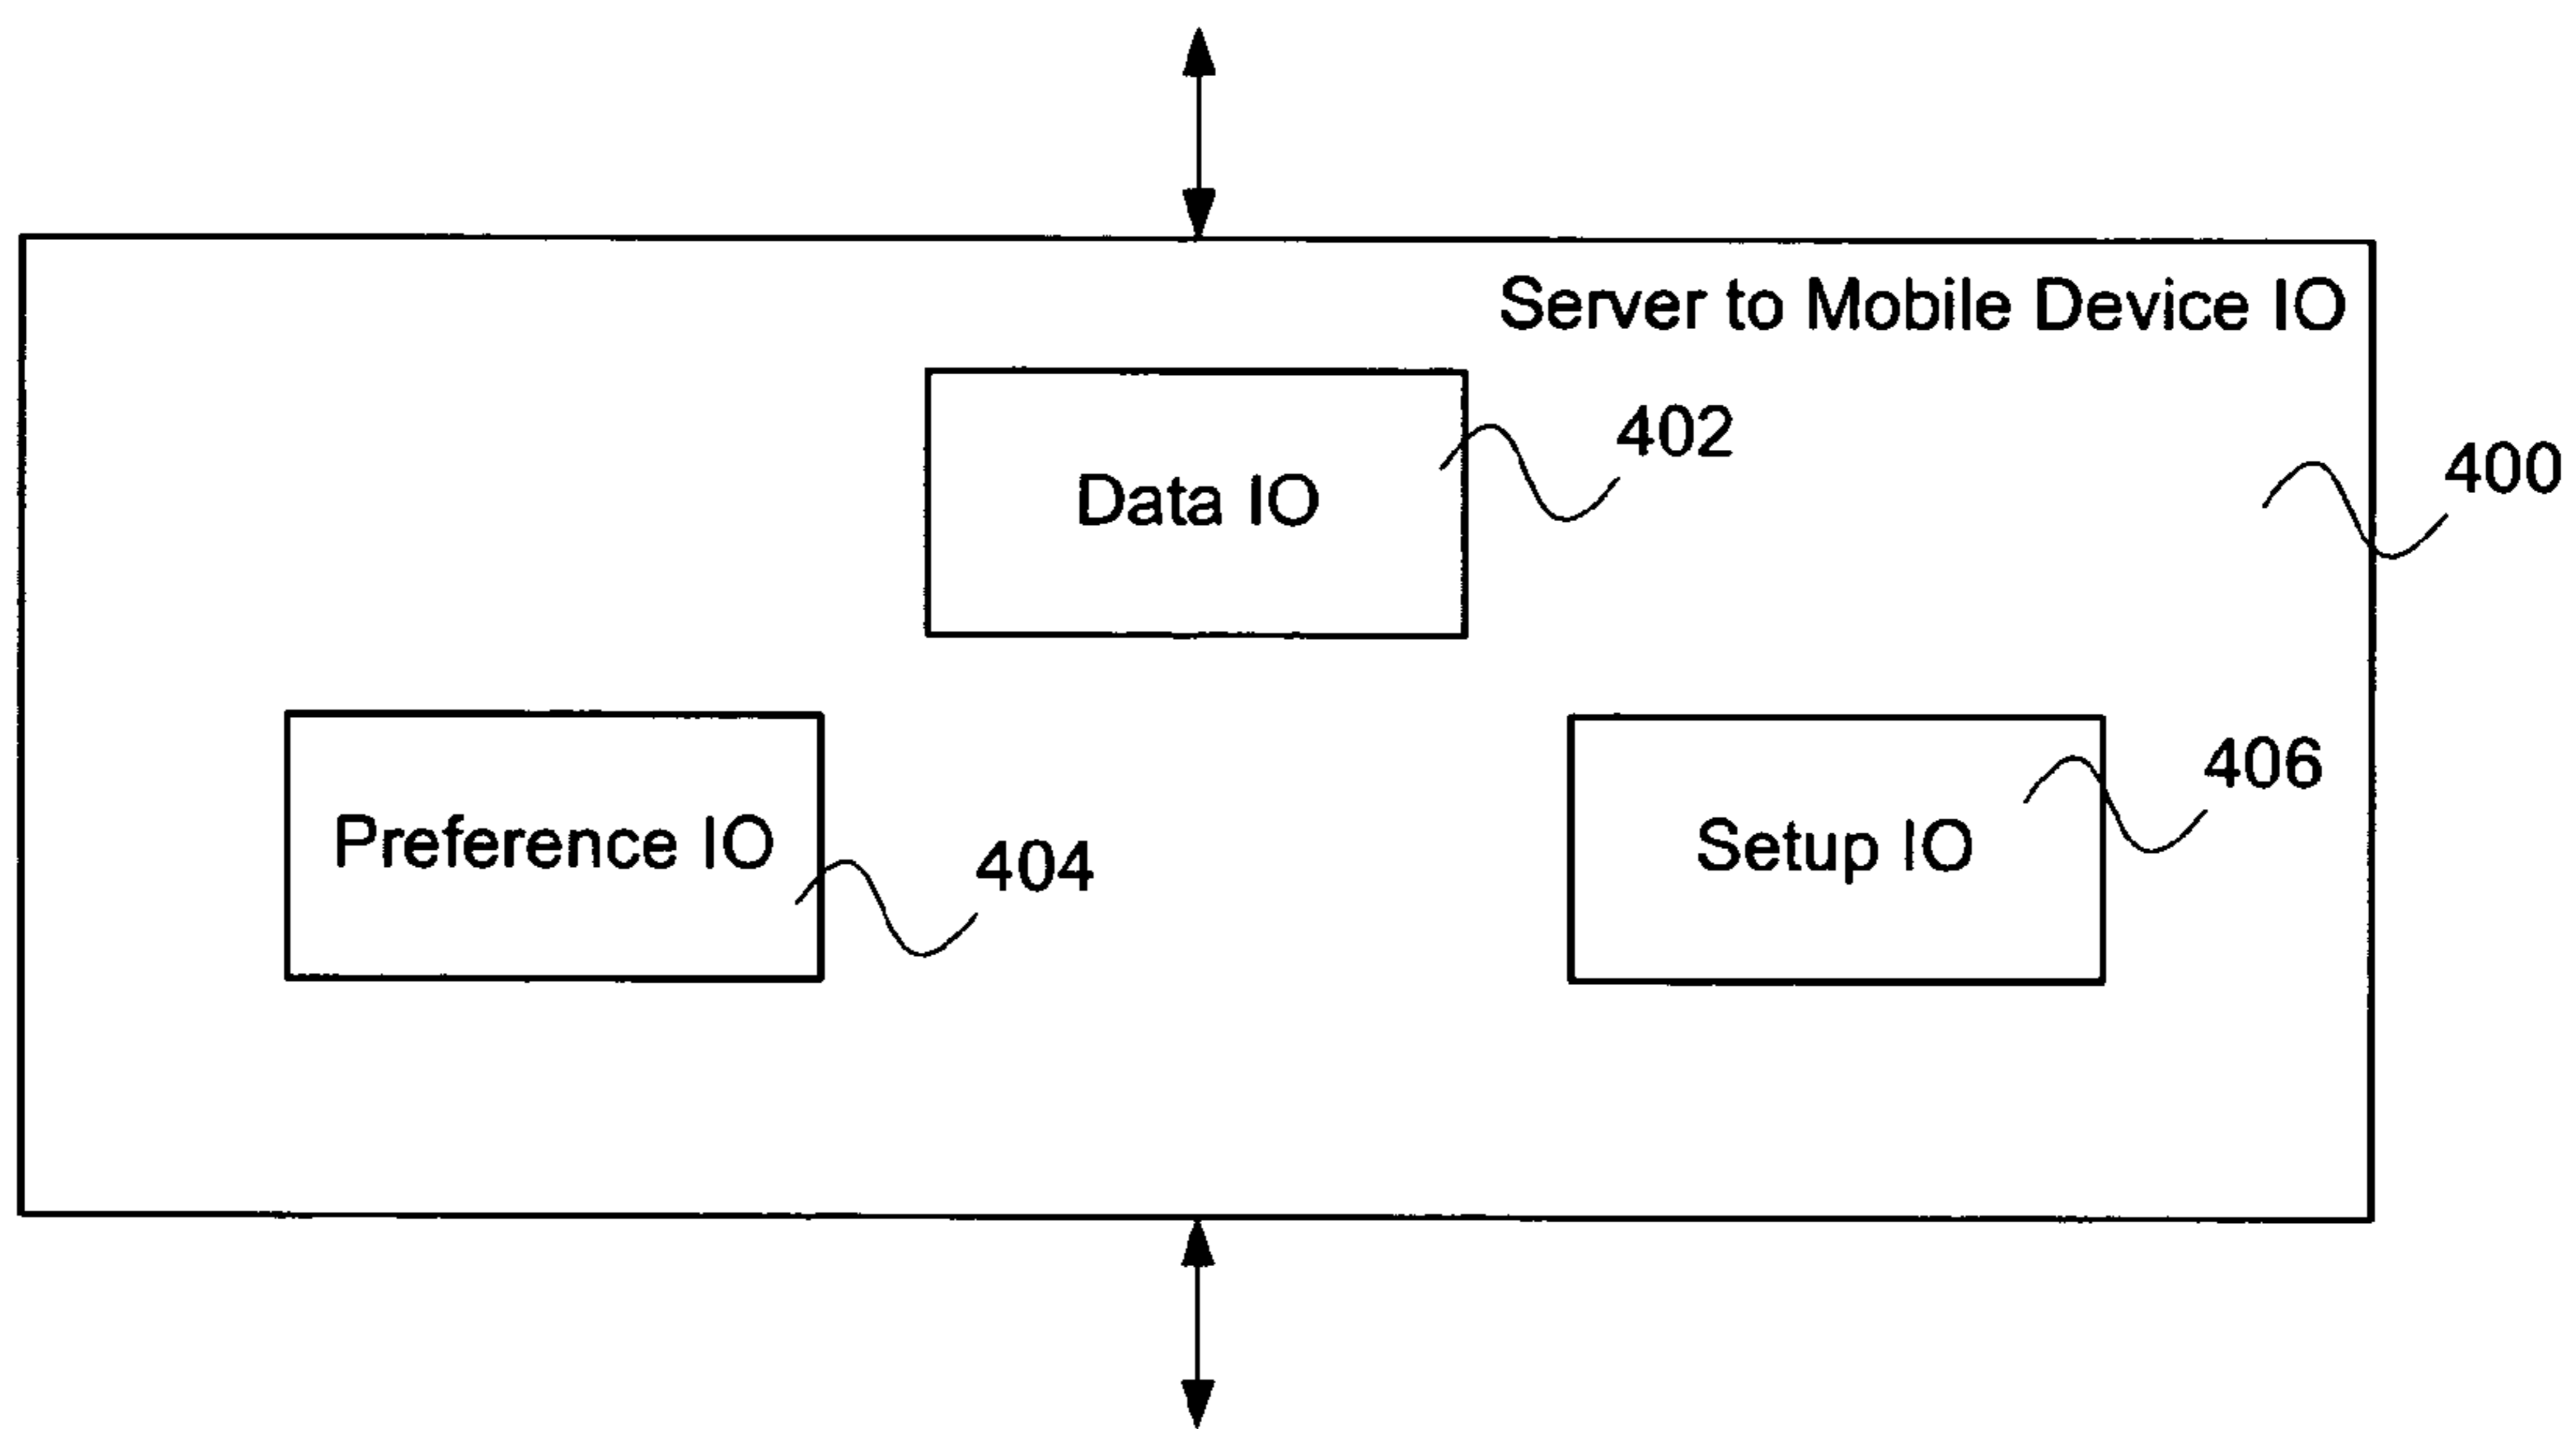 Server to Mobile Device IO
402
400
Data IO
406
Preference IO
404
Setup IO